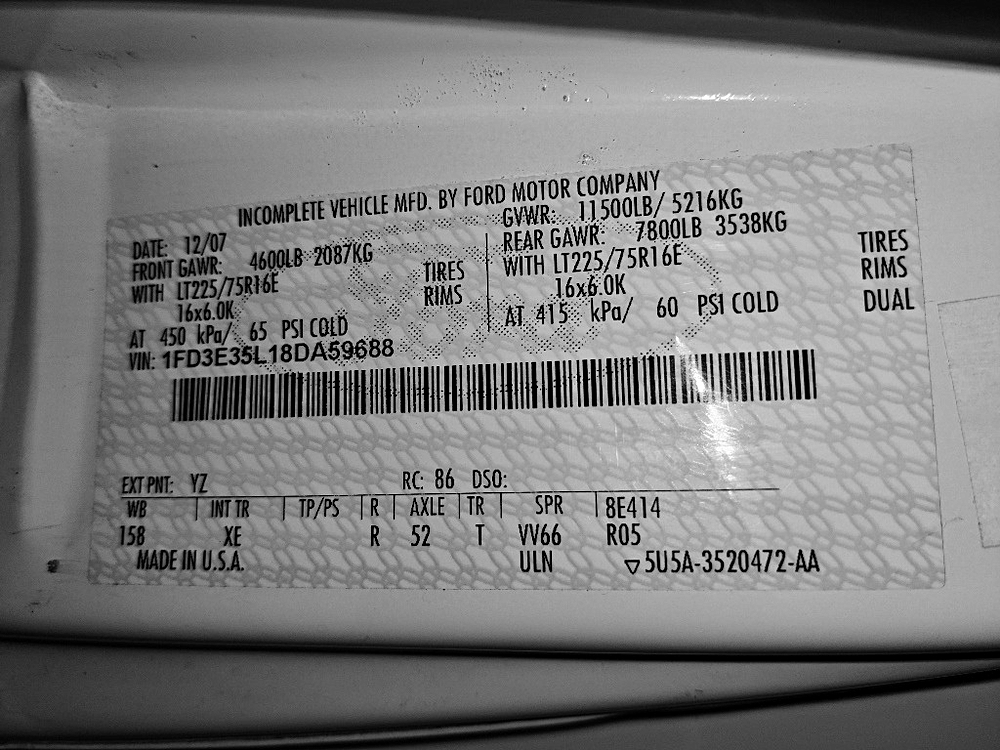 INCOMPLETE VEHICLE MFD. BY FORD MOTOR COMPANY
DATE: 12/07 GVWR: 11500LB/ 5216KG
FRONT GAWR: 4600LB 2087KG REAR GAWR: 7800LB 3538KG
WITH LT225/75R16E TIRES WITH LT225/75R16E TIRES
16x6.0K RIMS 16x6.0K RIMS
AT 450 kPa/ 65 PSI COLD AT 415 kPa/ 60 PSI COLD DUAL
VIN: 1FD3E35L18DA59688
EXT PNT: YZ RC: 86 DSO:
WB INT TR TP/PS R AXLE TR SPR 8E414
158 XE R 52 T VV66 R05
MADE IN U.S.A. ULN ▽5U5A-3520472-AA